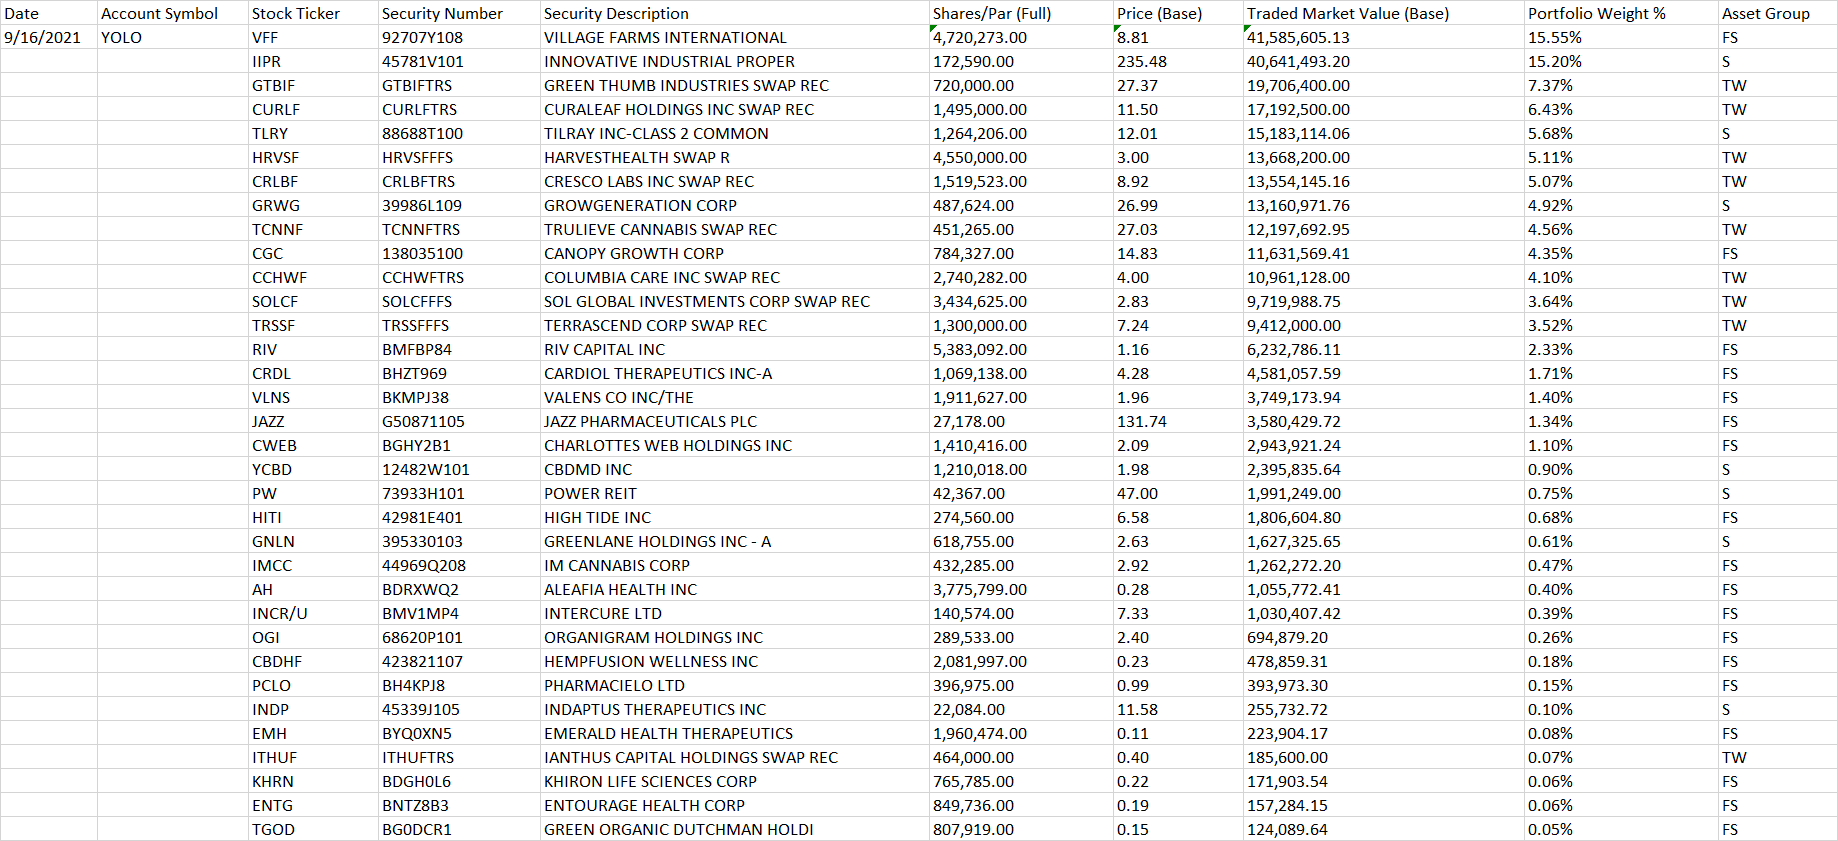 Date Account Symbol Stock Ticker Security Number Security Description Shares/Par (Full) Price (Base) Traded Market Value (Base) Portfolio Weight % Asset Group
9/16/2021 YOLO VFF 92707Y108 VILLAGE FARMS INTERNATIONAL 4,720,273.00 8.81 41,585,605.13 15.55% FS
IIPR 45781V101 INNOVATIVE INDUSTRIAL PROPER 172,590.00 235.48 40,641,493.20 15.20% S
GTBIF GTBIFTRS GREEN THUMB INDUSTRIES SWAP REC 720,000.00 27.37 19,706,400.00 7.37% TW
CURLF CURLFTRS CURALEAF HOLDINGS INC SWAP REC 1,495,000.00 11.50 17,192,500.00 6.43% TW
TLRY 88688T100 TILRAY INC-CLASS 2 COMMON 1,264,206.00 12.01 15,183,114.06 5.68% S
HRVSF HRVSFFFS HARVESTHEALTH SWAP R 4,550,000.00 3.00 13,668,200.00 5.11% TW
CRLBF CRLBFTRS CRESCO LABS INC SWAP REC 1,519,523.00 8.92 13,554,145.16 5.07% TW
GRWG 39986L109 GROWGENERATION CORP 487,624.00 26.99 13,160,971.76 4.92% S
TCNNF TCNNFTRS TRULIEVE CANNABIS SWAP REC 451,265.00 27.03 12,197,692.95 4.56% TW
CGC 138035100 CANOPY GROWTH CORP 784,327.00 14.83 11,631,569.41 4.35% FS
CCHWF CCHWFTRS COLUMBIA CARE INC SWAP REC 2,740,282.00 4.00 10,961,128.00 4.10% TW
SOLCF SOLCFFFS SOL GLOBAL INVESTMENTS CORP SWAP REC 3,434,625.00 2.83 9,719,988.75 3.64% TW
TRSSF TRSSFFFS TERRASCEND CORP SWAP REC 1,300,000.00 7.24 9,412,000.00 3.52% TW
RIV BMFBP84 RIV CAPITAL INC 5,383,092.00 1.16 6,232,786.11 2.33% FS
CRDL BHZT969 CARDIOL THERAPEUTICS INC-A 1,069,138.00 4.28 4,581,057.59 1.71% FS
VLNS BKMPJ38 VALENS CO INC/THE 1,911,627.00 1.96 3,749,173.94 1.40% FS
JAZZ G50871105 JAZZ PHARMACEUTICALS PLC 27,178.00 131.74 3,580,429.72 1.34% FS
CWEB BGHY2B1 CHARLOTTES WEB HOLDINGS INC 1,410,416.00 2.09 2,943,921.24 1.10% FS
YCBD 12482W101 CBDMD INC 1,210,018.00 1.98 2,395,835.64 0.90% S
PW 73933H101 POWER REIT 42,367.00 47.00 1,991,249.00 0.75% S
HITI 42981E401 HIGH TIDE INC 274,560.00 6.58 1,806,604.80 0.68% FS
GNLN 395330103 GREENLANE HOLDINGS INC - A 618,755.00 2.63 1,627,325.65 0.61% S
IMCC 44969Q208 IM CANNABIS CORP 432,285.00 2.92 1,262,272.20 0.47% FS
AH BDRXWQ2 ALEAFIA HEALTH INC 3,775,799.00 0.28 1,055,772.41 0.40% FS
INCR/U BMV1MP4 INTERCURE LTD 140,574.00 7.33 1,030,407.42 0.39% FS
OGI 68620P101 ORGANIGRAM HOLDINGS INC 289,533.00 2.40 694,879.20 0.26% FS
CBDHF 423821107 HEMPFUSION WELLNESS INC 2,081,997.00 0.23 478,859.31 0.18% FS
PCLO BH4KPJ8 PHARMACIELO LTD 396,975.00 0.99 393,973.30 0.15% FS
INDP 45339J105 INDAPTUS THERAPEUTICS INC 22,084.00 11.58 255,732.72 0.10% S
EMH BYQ0XN5 EMERALD HEALTH THERAPEUTICS 1,960,474.00 0.11 223,904.17 0.08% FS
ITHUF ITHUFTRS IANTHUS CAPITAL HOLDINGS SWAP REC 464,000.00 0.40 185,600.00 0.07% TW
KHRN BDGH0L6 KHIRON LIFE SCIENCES CORP 765,785.00 0.22 171,903.54 0.06% FS
ENTG BNTZ8B3 ENTOURAGE HEALTH CORP 849,736.00 0.19 157,284.15 0.06% FS
TGOD BG0DCR1 GREEN ORGANIC DUTCHMAN HOLDI 807,919.00 0.15 124,089.64 0.05% FS